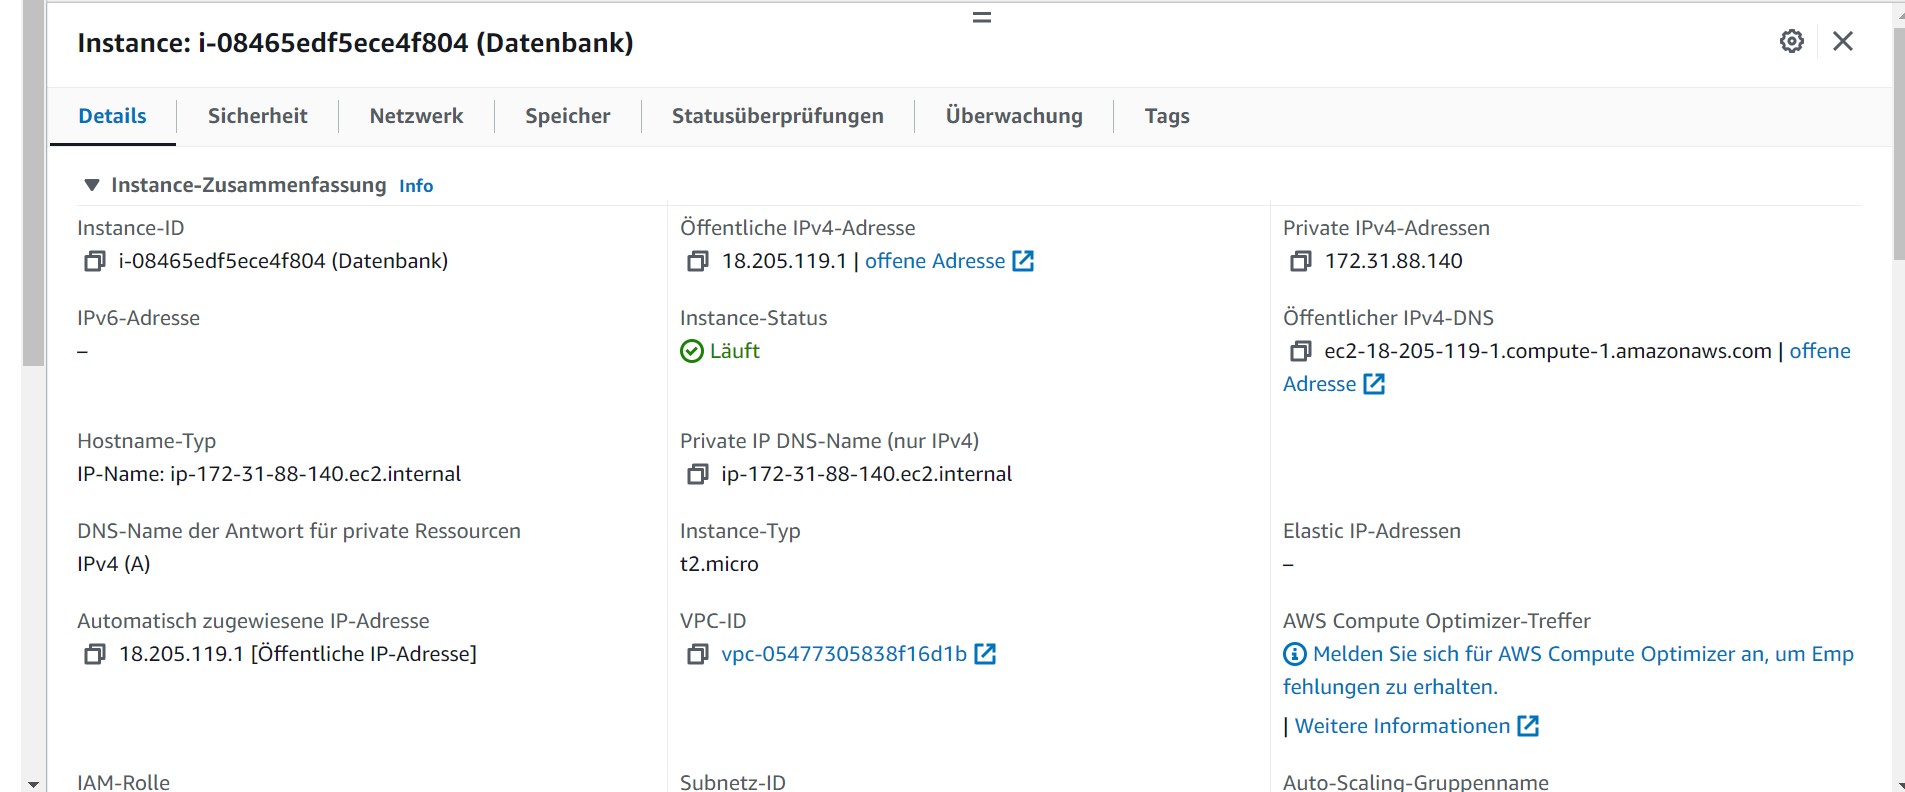 Instance: i-08465edf5ece4f804 (Datenbank)
Details
Sicherheit
Netzwerk
Speicher
Statusüberprüfungen
Überwachung
Tags
Instance-Zusammenfassung Info
Instance-ID
i-08465edf5ece4f804 (Datenbank)
Öffentliche IPv4-Adresse
18.205.119.1 | offene Adresse
Private IPv4-Adressen
172.31.88.140
IPv6-Adresse
–
Instance-Status
Läuft
Öffentlicher IPv4-DNS
ec2-18-205-119-1.compute-1.amazonaws.com | offene
Adresse
Hostname-Typ
IP-Name: ip-172-31-88-140.ec2.internal
Private IP DNS-Name (nur IPv4)
ip-172-31-88-140.ec2.internal
DNS-Name der Antwort für private Ressourcen
IPv4 (A)
Instance-Typ
t2.micro
Elastic IP-Adressen
–
Automatisch zugewiesene IP-Adresse
18.205.119.1 [Öffentliche IP-Adresse]
VPC-ID
vpc-05477305838f16d1b
AWS Compute Optimizer-Treffer
Melden Sie sich für AWS Compute Optimizer an, um Emp
fehlungen zu erhalten.
| Weitere Informationen
IAM-Rolle
Subnetz-ID
Auto-Scaling-Gruppenname